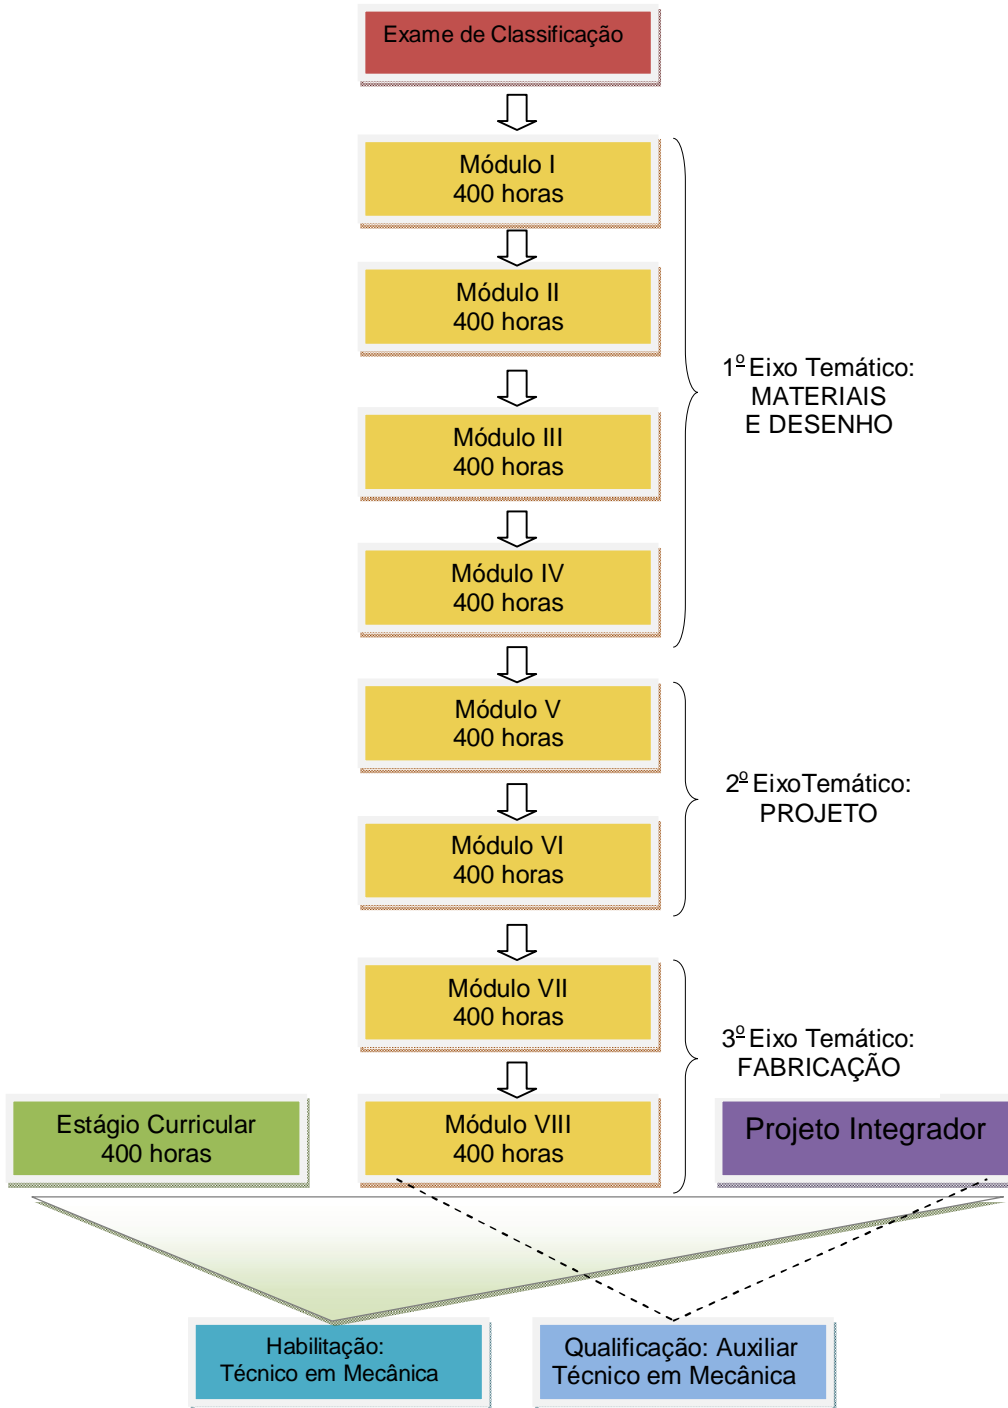 Exame de Classificação
Módulo I
400 horas
Módulo II
400 horas
Módulo III
400 horas
Módulo IV
400 horas
1º Eixo Temático:
MATERIAIS
E DESENHO
Módulo V
400 horas
Módulo VI
400 horas
2º EixoTemático:
PROJETO
Módulo VII
400 horas
3º Eixo Temático:
FABRICAÇÃO
Estágio Curricular
400 horas
Módulo VIII
400 horas
Projeto Integrador
Habilitação:
Técnico em Mecânica
Qualificação: Auxiliar
Técnico em Mecânica